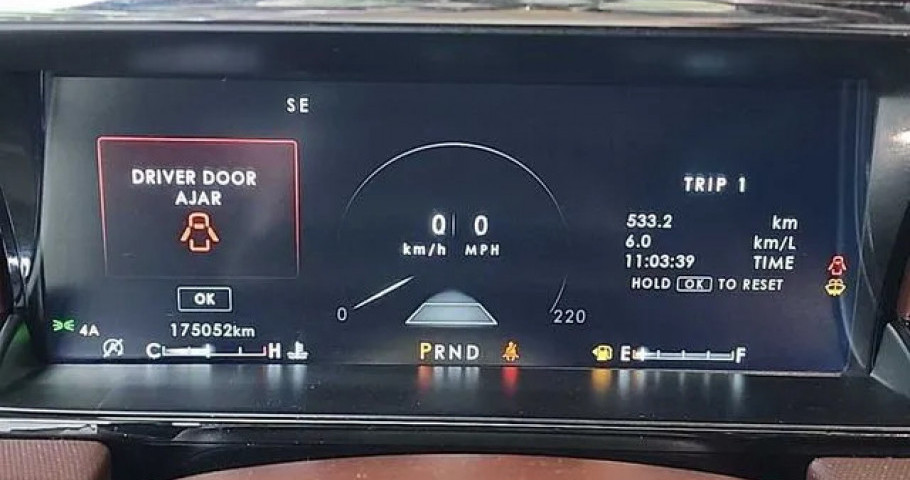 SE
DRIVER DOOR
AJAR
OK
4A
175052km
C H
0 0
km/h MPH
0 220
PRND
TRIP 1
533.2 km
6.0 km/L
11:03:39 TIME
HOLD OK TO RESET
E F